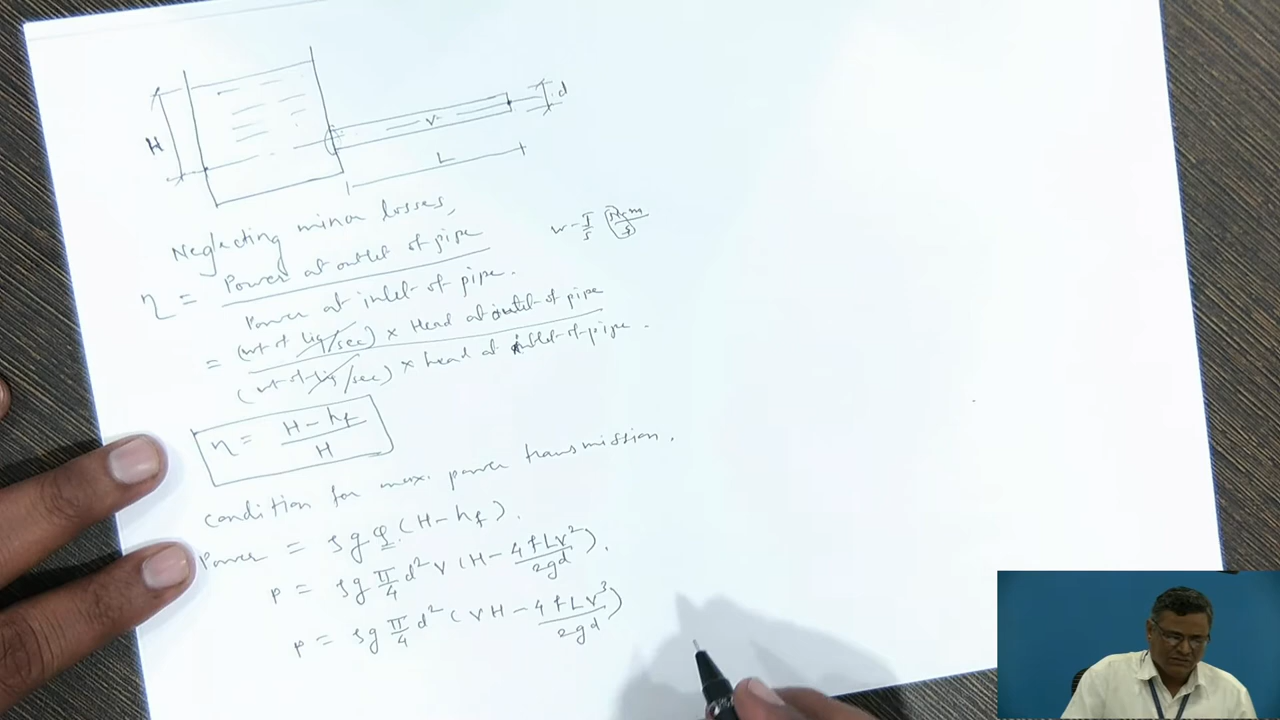 H
V
d
L
Neglecting minor losses,
η = Power at outlet of pipe / Power at inlet of pipe.
= (wt of liq/sec) × Head at outlet of pipe / (wt of liq/sec) × head at inlet of pipe.
η = H - hf / H
condition for max. power transmission.
Power = ρg Q (H - hf).
P = ρg π/4 d² V (H - 4fLV²/2gd).
P = ρg π/4 d² (VH - 4fLV³/2gd)